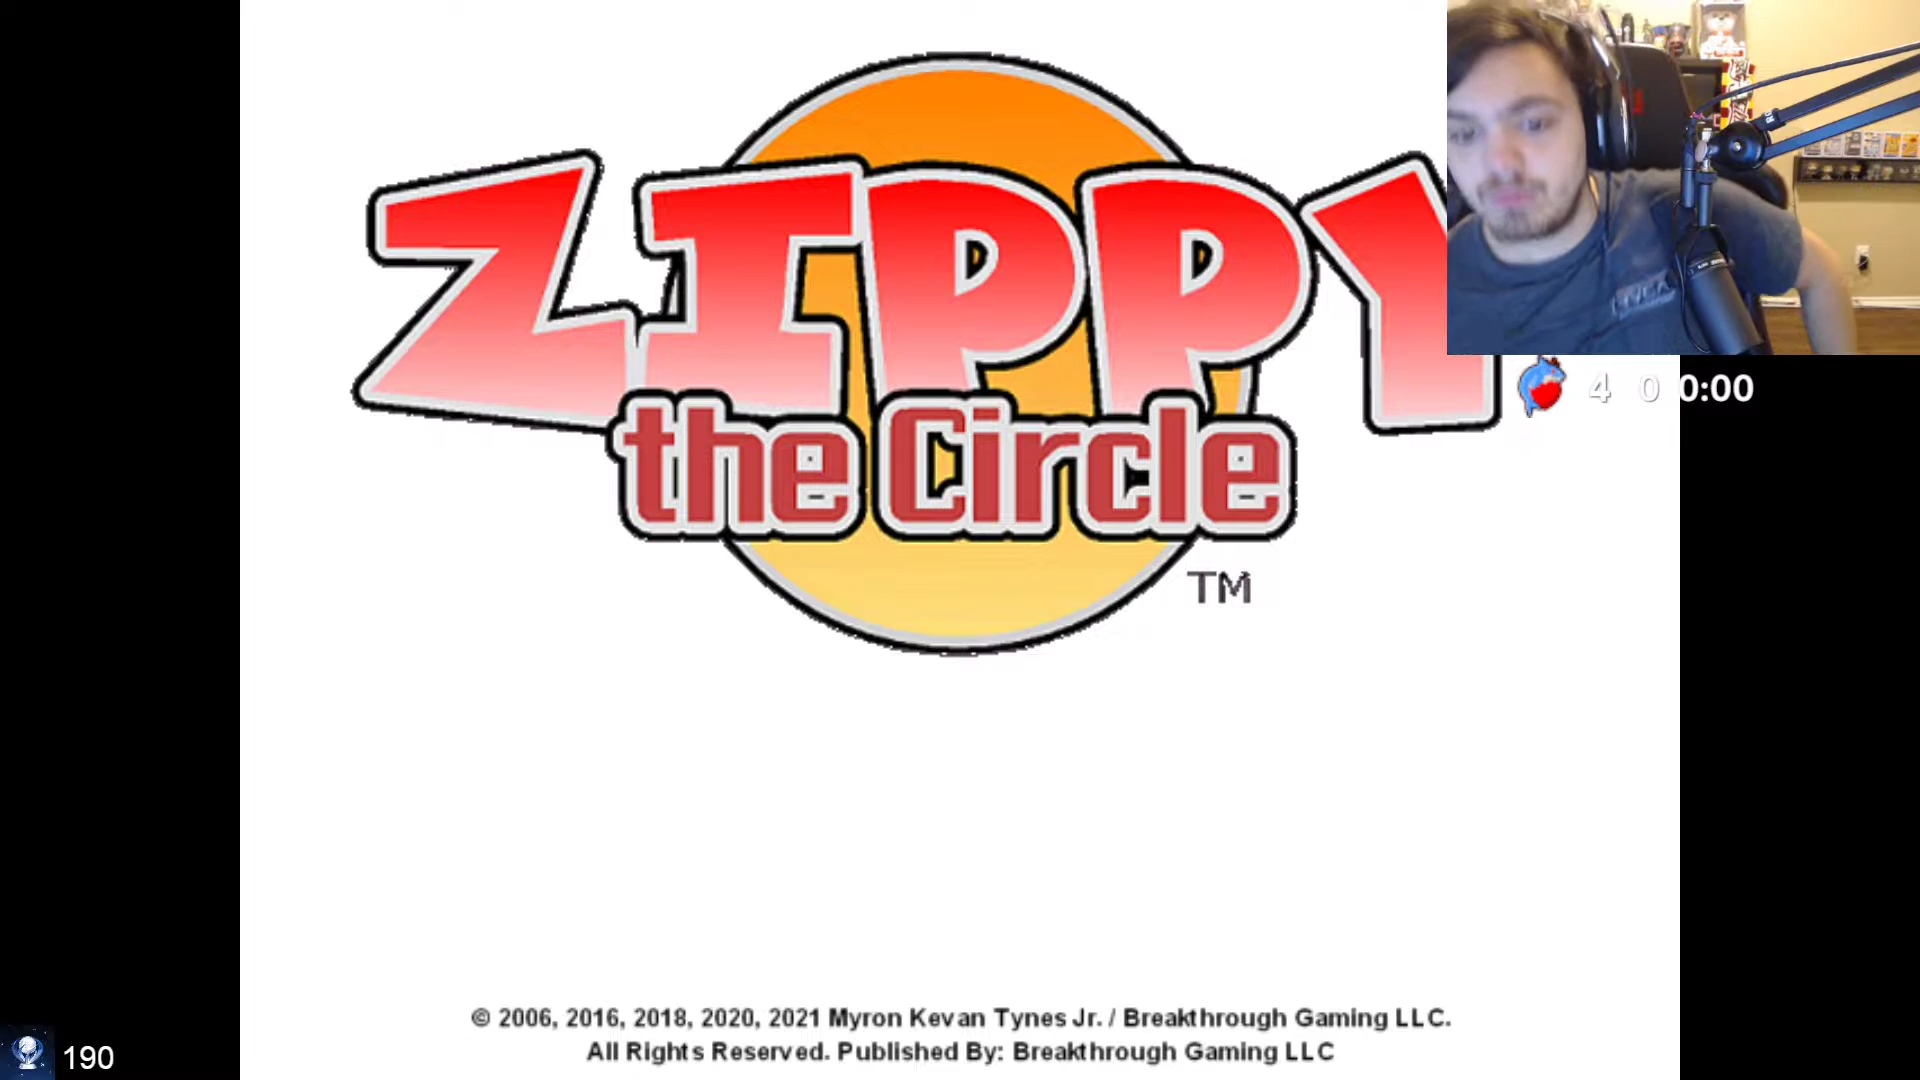 ZIPPY
the Circle
TM
4 0 0:00
© 2006, 2016, 2018, 2020, 2021 Myron Kevan Tynes Jr. / Breakthrough Gaming LLC.
All Rights Reserved. Published By: Breakthrough Gaming LLC
190